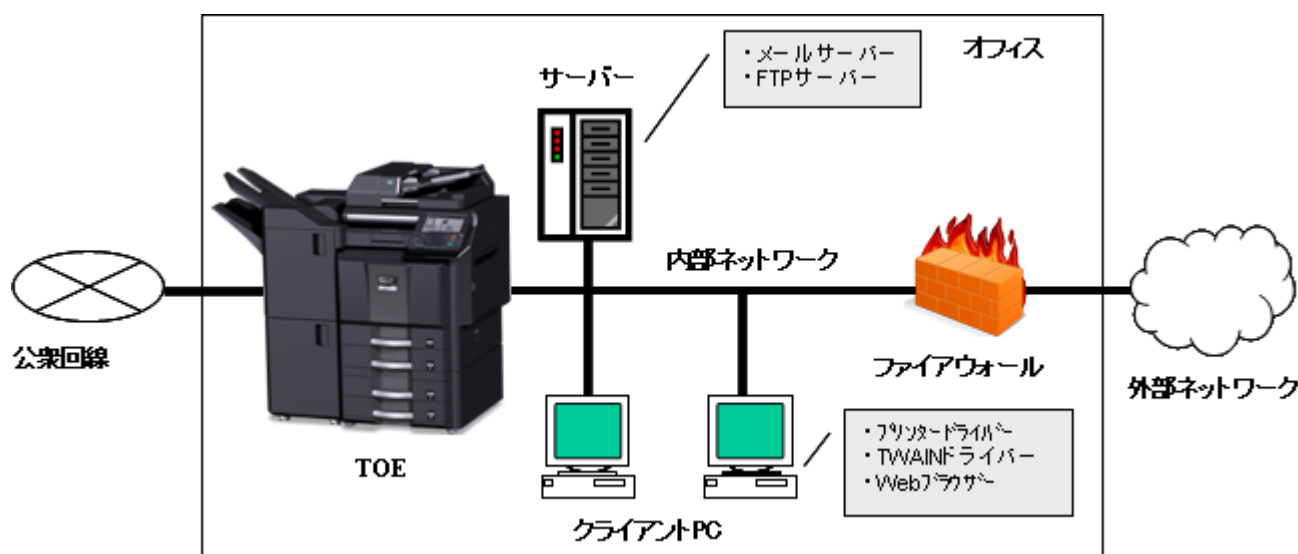 オフィス
・メールサーバー
・FTPサーバー
サーバー
内部ネットワーク
公衆回線
ファイアウォール
外部ネットワーク
TOE
・プリンタードライバー
・TWAINドライバー
・Webブラウザー
クライアントPC